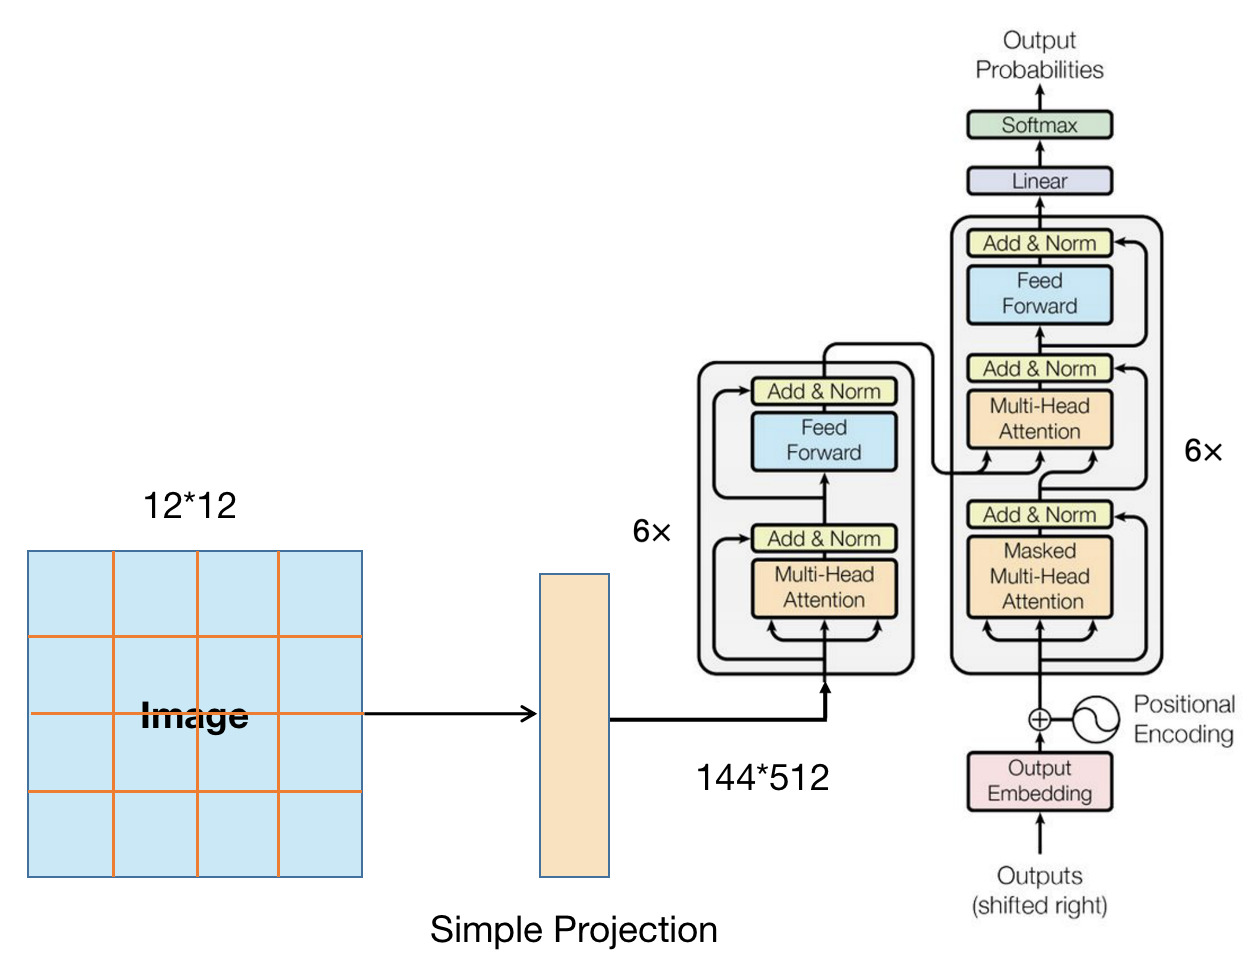 12*12
Image
Simple Projection
144*512
6×
Add & Norm
Feed
Forward
Add & Norm
Multi-Head
Attention
Output
Probabilities
Softmax
Linear
Add & Norm
Feed
Forward
Add & Norm
Multi-Head
Attention
6×
Add & Norm
Masked
Multi-Head
Attention
Positional
Encoding
Output
Embedding
Outputs
(shifted right)